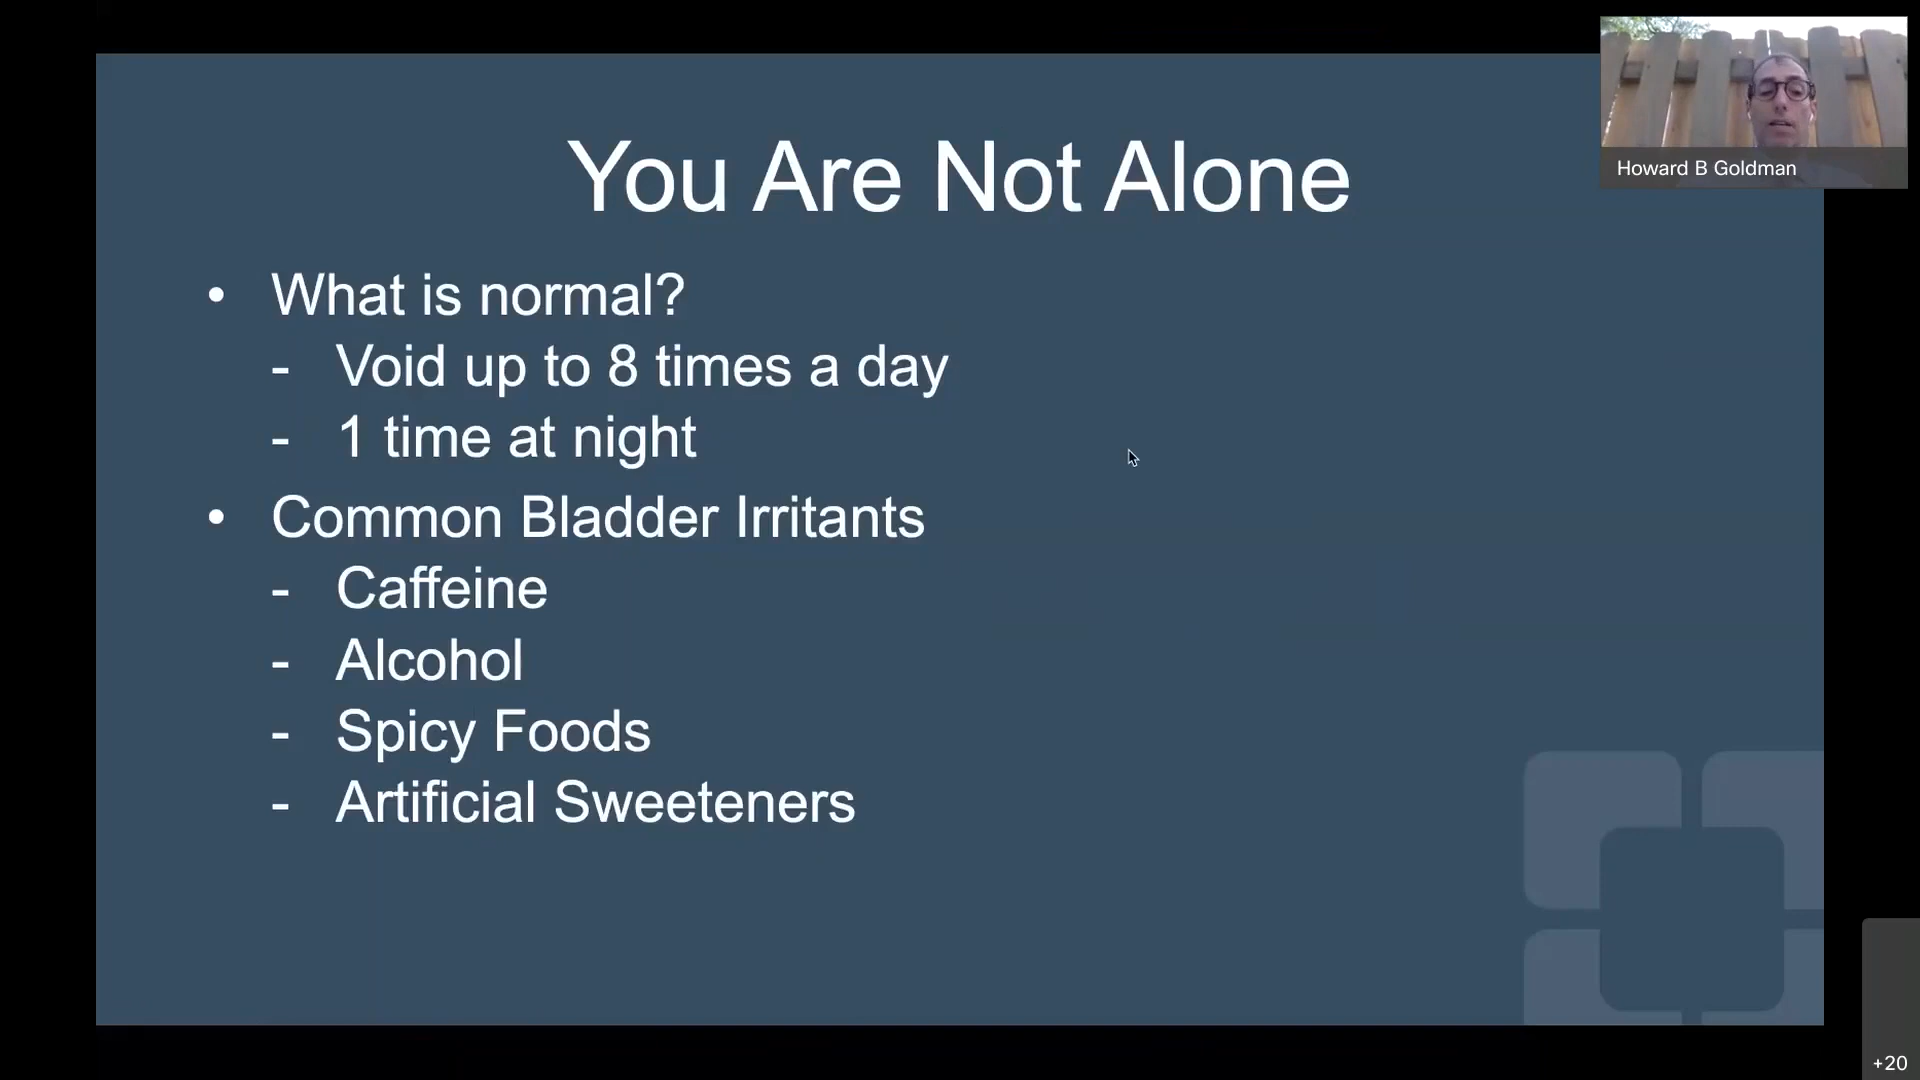 You Are Not Alone
Howard B Goldman
• What is normal?
- Void up to 8 times a day
- 1 time at night
• Common Bladder Irritants
- Caffeine
- Alcohol
- Spicy Foods
- Artificial Sweeteners
+20